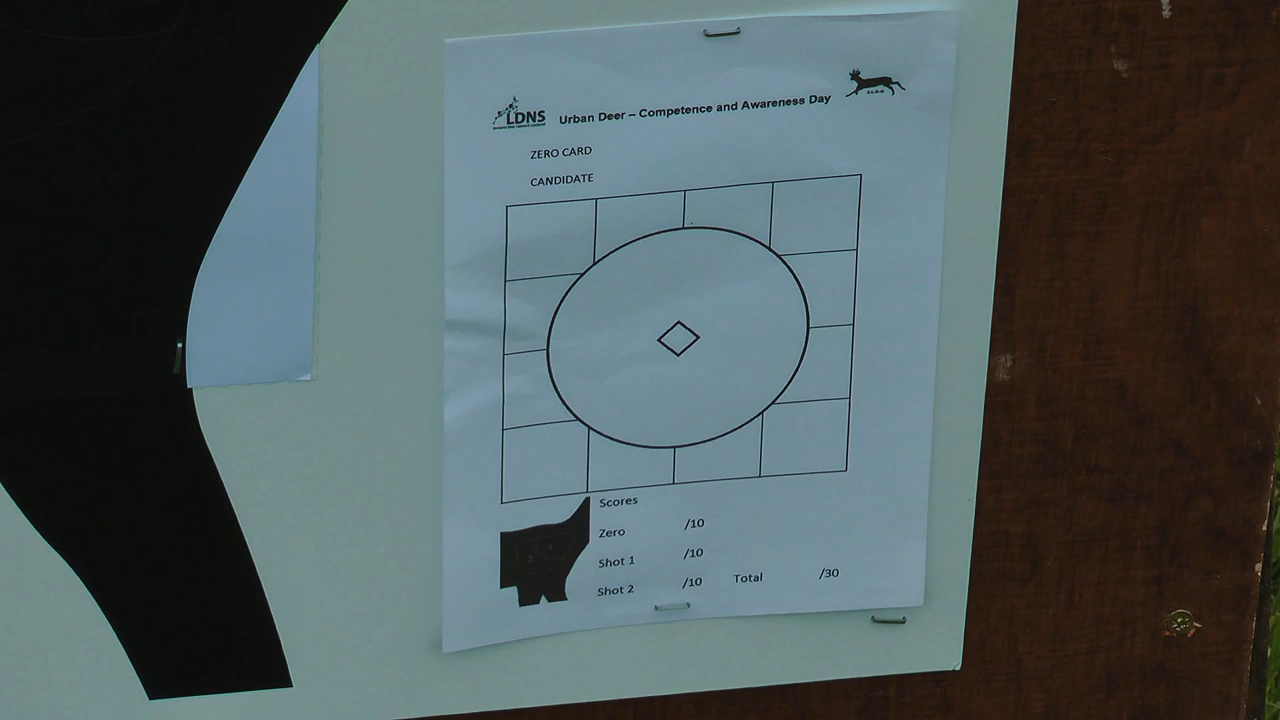 LDNS
Urban Deer – Competence and Awareness Day
ZERO CARD
CANDIDATE
Scores
Zero /10
Shot 1 /10
Shot 2 /10 Total /30